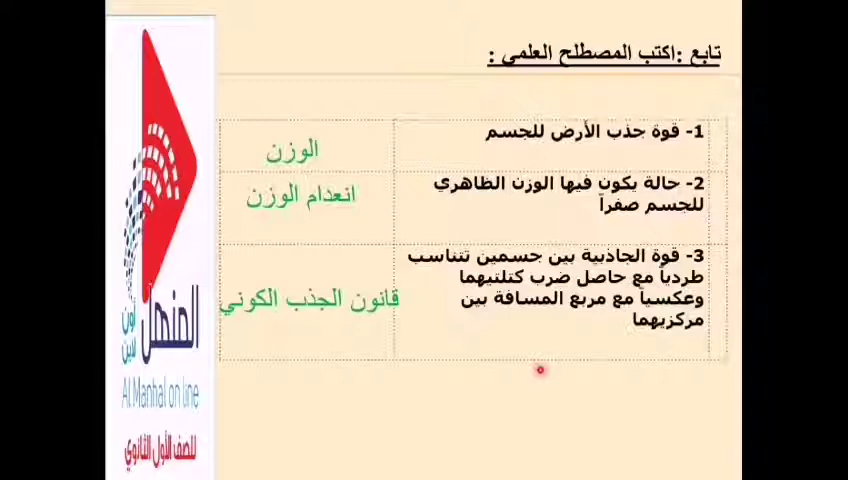 تابع :اكتب المصطلح العلمي :
1- قوة جذب الأرض للجسم
الوزن
2- حالة يكون فيها الوزن الظاهري
للجسم صفراً
انعدام الوزن
3- قوة الجاذبية بين جسمين تتناسب
طردياً مع حاصل ضرب كتلتيهما
وعكسياً مع مربع المسافة بين
مركزيهما
قانون الجذب الكوني
المنهل
أون
لاين
Al Manhal on line
للصف الأول الثانوي